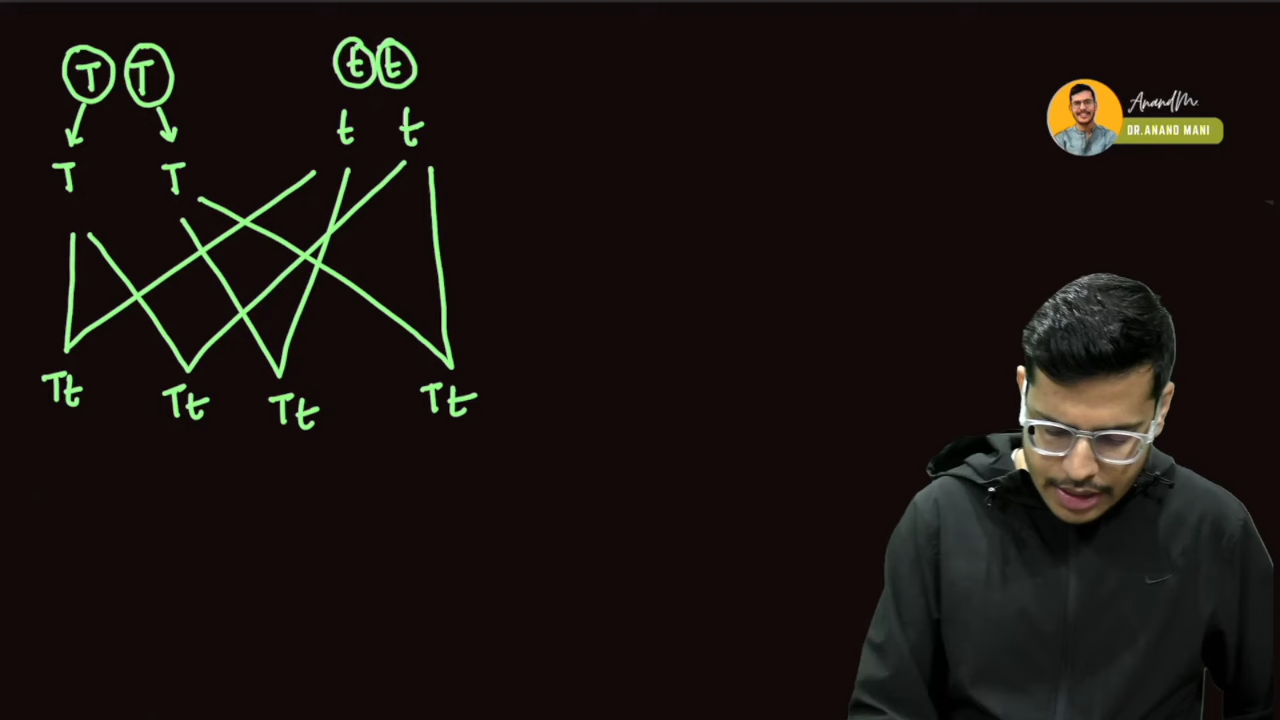 T T t t
t t
T T
Tt Tt Tt Tt
AnandM.
DR.ANAND MANI